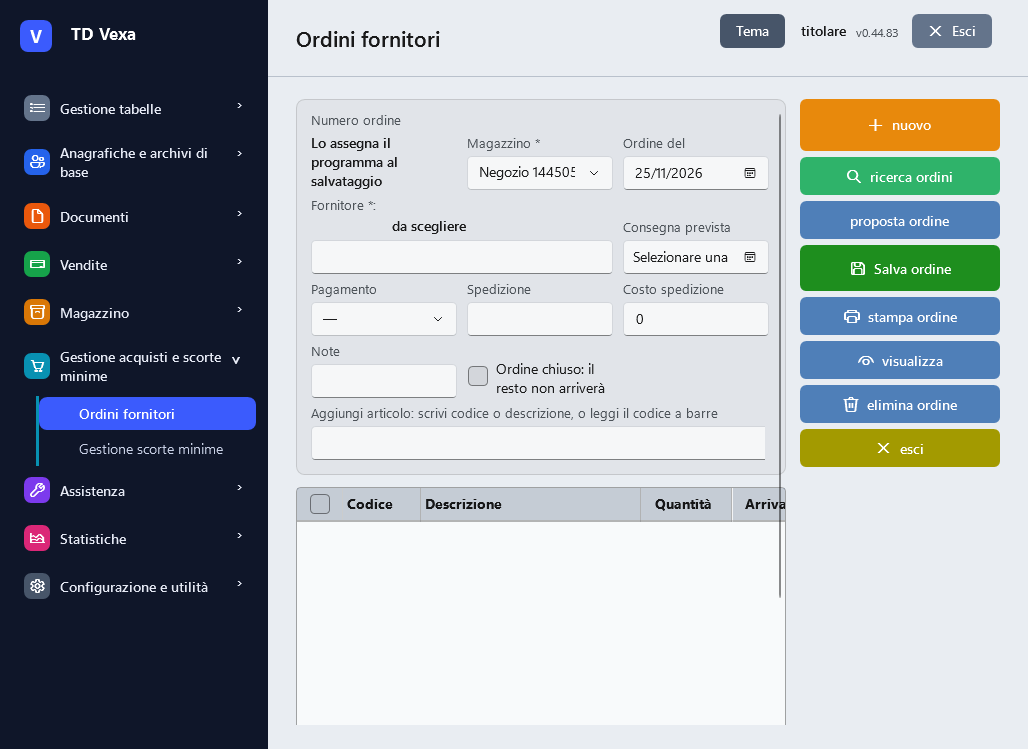 V TD Vexa
Gestione tabelle
Anagrafiche e archivi di
base
Documenti
Vendite
Magazzino
Gestione acquisti e scorte
minime
Ordini fornitori
Gestione scorte minime
Assistenza
Statistiche
Configurazione e utilità
Ordini fornitori
Tema titolare v0.44.83 Esci
Numero ordine
Lo assegna il
programma al
salvataggio
Magazzino *
Negozio 144505
Ordine del
25/11/2026
Fornitore *:
da scegliere
Consegna prevista
Selezionare una
Pagamento Spedizione Costo spedizione
— 0
Note
Ordine chiuso: il
resto non arriverà
Aggiungi articolo: scrivi codice o descrizione, o leggi il codice a barre
Codice Descrizione Quantità Arriva
nuovo
ricerca ordini
proposta ordine
Salva ordine
stampa ordine
visualizza
elimina ordine
esci